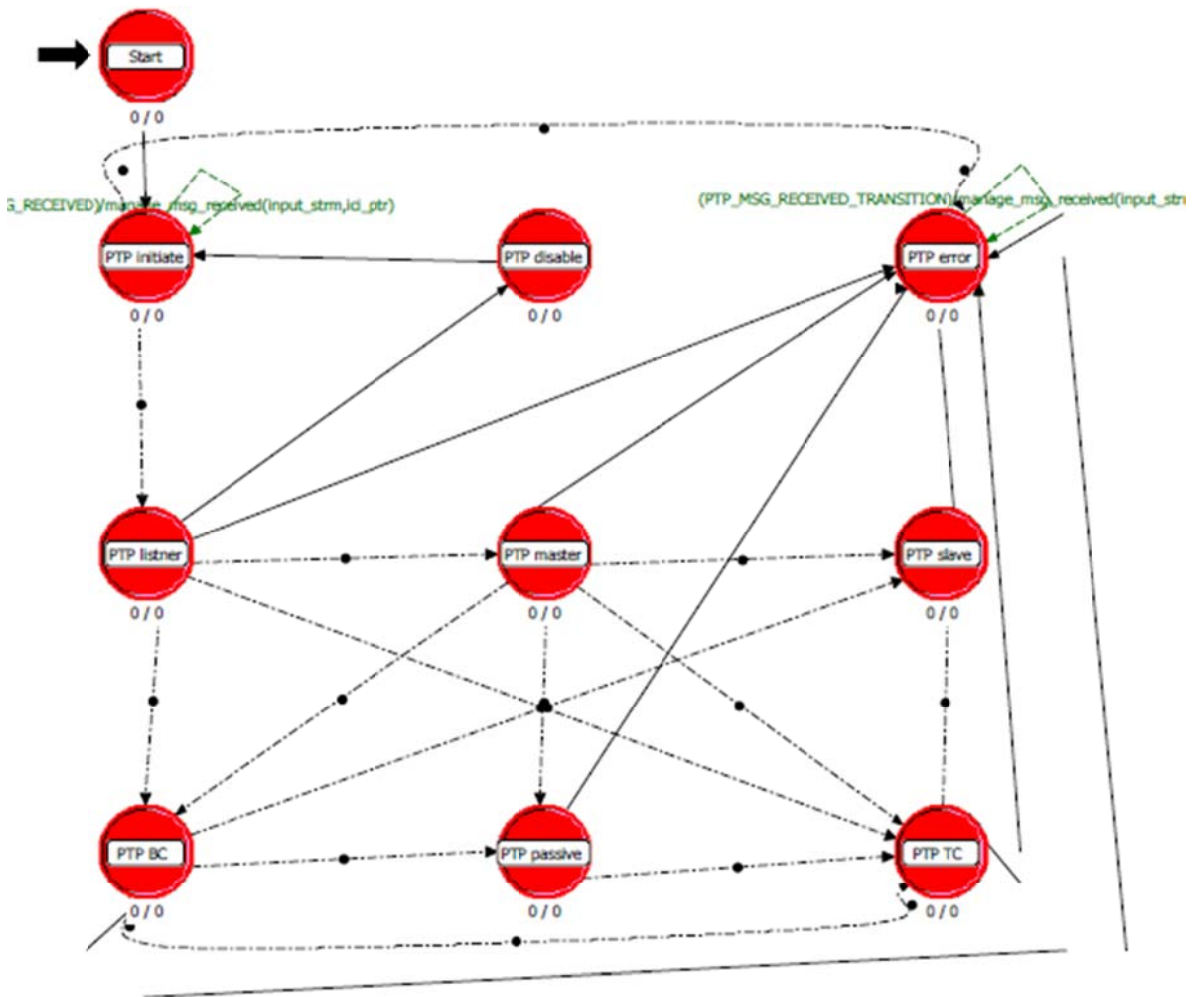 Start
0 / 0
G_RECEIVED)/manage_msg_received(input_strm,ici_ptr)
(PTP_MSG_RECEIVED_TRANSITION)/manage_msg_received(input_str
PTP initiate
PTP disable
PTP error
0 / 0
0 / 0
0 / 0
PTP listner
PTP master
PTP slave
0 / 0
0 / 0
0 / 0
PTP BC
PTP passive
PTP TC
0 / 0
0 / 0
0 / 0